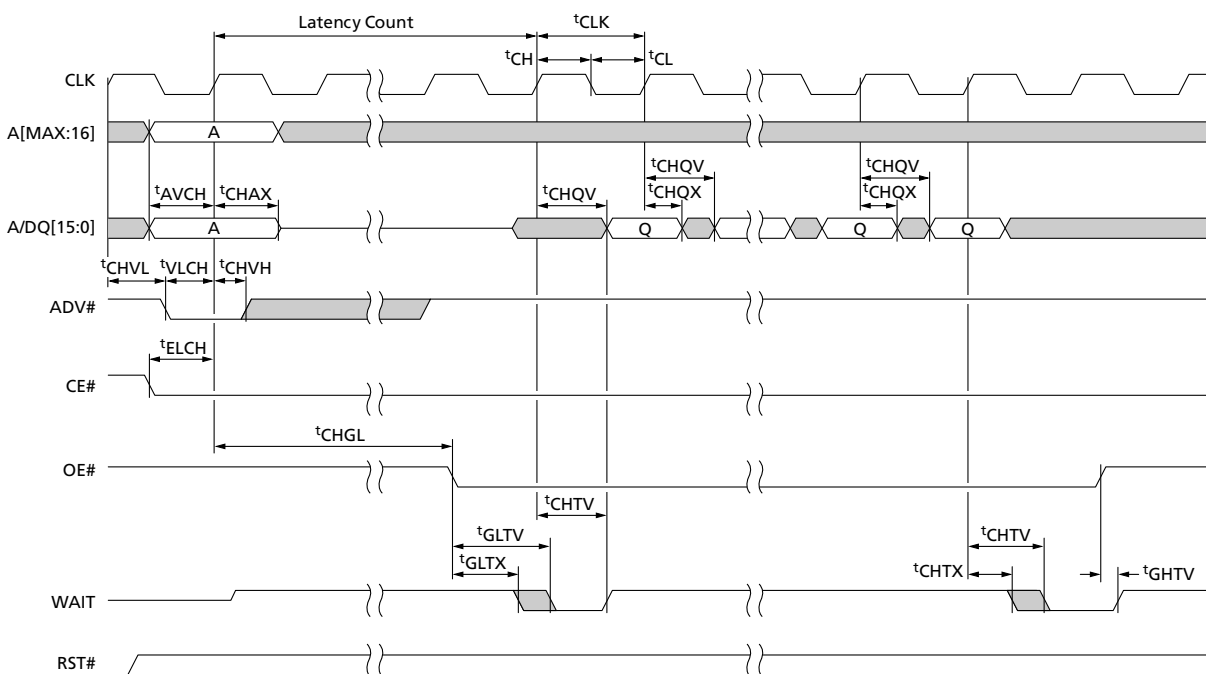 Latency Count
tCLK
tCH
tCL
CLK
A[MAX:16]
A
tCHQV
tCHQV
tAVCH
tCHAX
tCHQV
tCHQX
tCHQX
A/DQ[15:0]
A
Q
Q
Q
tCHVL
tVLCH
tCHVH
ADV#
tELCH
CE#
tCHGL
OE#
tCHTV
tGLTV
tCHTV
tGLTX
tCHTX
tGHTV
WAIT
RST#